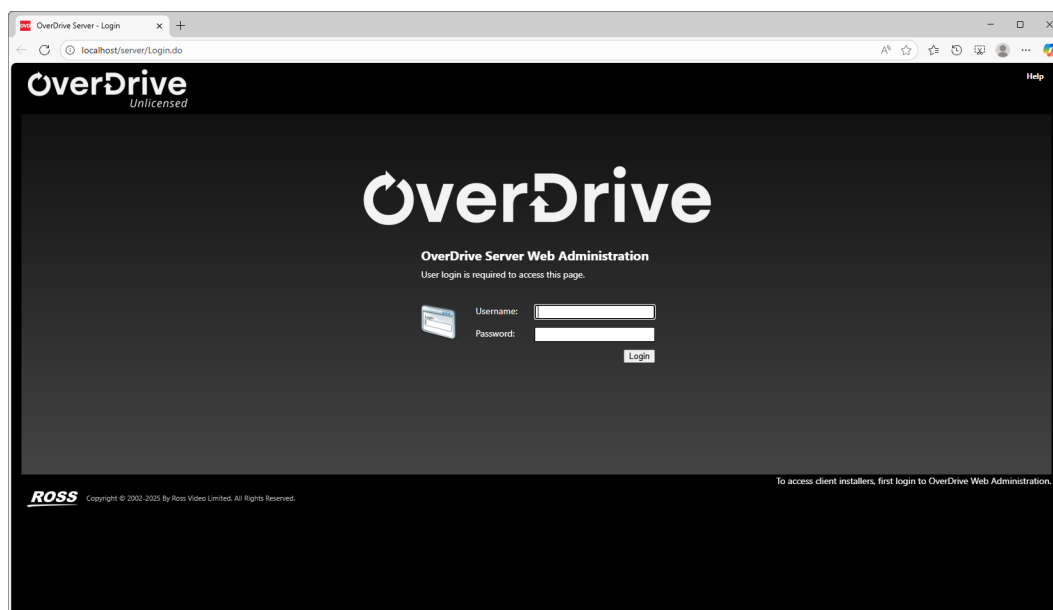 OVD OverDrive Server - Login
localhost/server/Login.do
OverDrive
Unlicensed
Help
OverDrive
OverDrive Server Web Administration
User login is required to access this page.
Username:
Password:
Login
To access client installers, first login to OverDrive Web Administration.
ROSS Copyright © 2002-2025 By Ross Video Limited. All Rights Reserved.